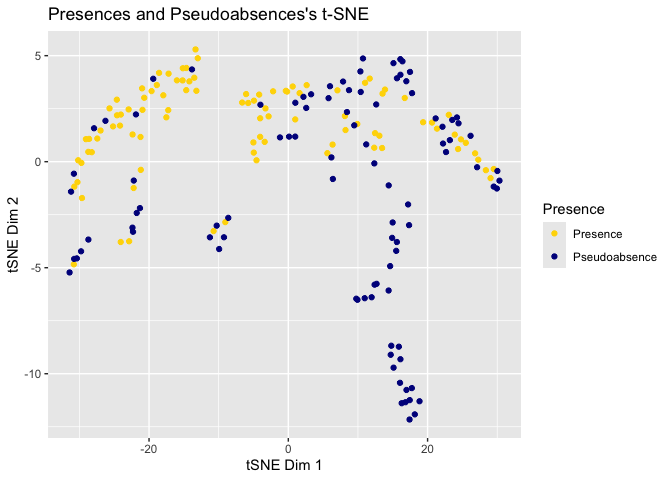 Presences and Pseudoabsences's t-SNE
5
0
-5
-10
tSNE Dim 2
-20
0
20
tSNE Dim 1
Presence
Presence
Pseudoabsence